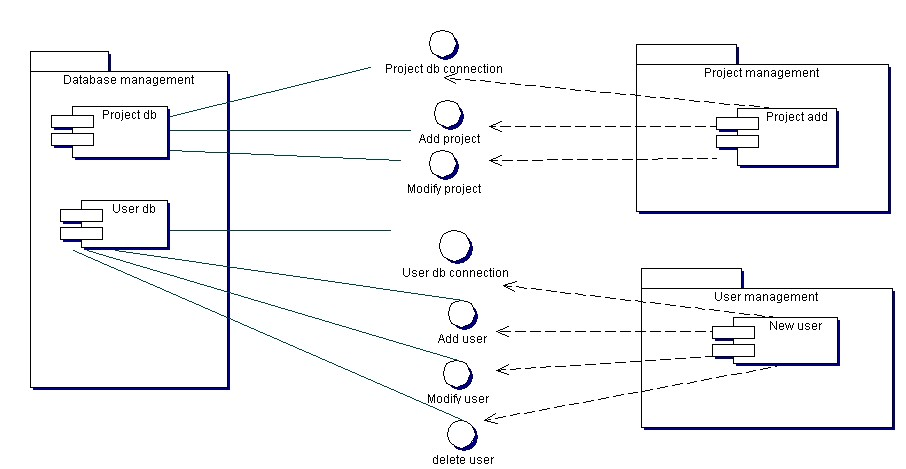 Project db connection
Database management
Project management
Project db
Project add
Add project
Modify project
User db
User db connection
User management
New user
Add user
Modify user
delete user